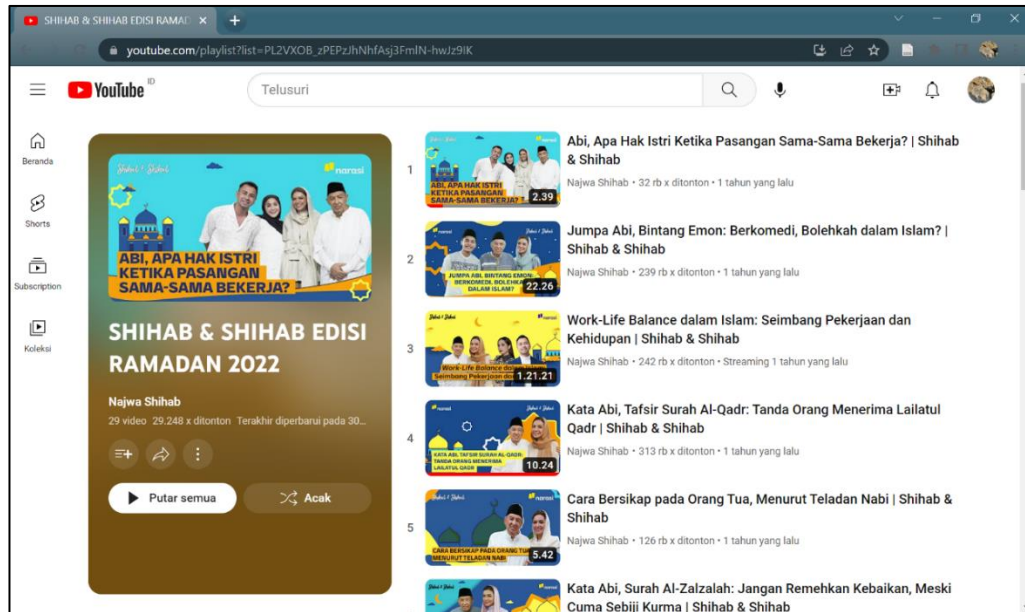 SHIHAB & SHIHAB EDISI RAMAD
youtube.com/playlist?list=PL2VXOB_zPEPzJhNhfAsj3FmlN-hwJz9IK
YouTube ID
Telusuri
Beranda
Shorts
Subscription
Koleksi
Shihab & Shihab
narasi
ABI, APA HAK ISTRI
KETIKA PASANGAN
SAMA-SAMA BEKERJA?
SHIHAB & SHIHAB EDISI
RAMADAN 2022
Najwa Shihab
29 video 29.248 x ditonton Terakhir diperbarui pada 30...
Putar semua
Acak
1
narasi
ABI, APA HAK ISTRI
KETIKA PASANGAN
SAMA-SAMA BEKERJA?
2.39
Abi, Apa Hak Istri Ketika Pasangan Sama-Sama Bekerja? | Shihab
& Shihab
Najwa Shihab • 32 rb x ditonton • 1 tahun yang lalu
2
JUMPA ABI, BINTANG EMON:
BERKOMEDI, BOLEHKA
DALAM ISLAM?
22.26
Jumpa Abi, Bintang Emon: Berkomedi, Bolehkah dalam Islam? |
Shihab & Shihab
Najwa Shihab • 239 rb x ditonton • 1 tahun yang lalu
3
Work-Life Balance dalam Islam:
Seimbang Pekerjaan dan
1.21.21
Work-Life Balance dalam Islam: Seimbang Pekerjaan dan
Kehidupan | Shihab & Shihab
Najwa Shihab • 242 rb x ditonton • Streaming 1 tahun yang lalu
4
narasi
KATA ABI, TAFSIR SURAH AL-QADR:
TANDA ORANG MENERIMA
LAILATUL QADR
10.24
Kata Abi, Tafsir Surah Al-Qadr: Tanda Orang Menerima Lailatul
Qadr | Shihab & Shihab
Najwa Shihab • 313 rb x ditonton • 1 tahun yang lalu
5
narasi
CARA BERSIKAP PADA ORANG TUA,
MENURUT TELADAN NABI
5.42
Cara Bersikap pada Orang Tua, Menurut Teladan Nabi | Shihab &
Shihab
Najwa Shihab • 126 rb x ditonton • 1 tahun yang lalu
Kata Abi, Surah Al-Zalzalah: Jangan Remehkan Kebaikan, Meski
Cuma Sebiji Kurma | Shihab & Shihab